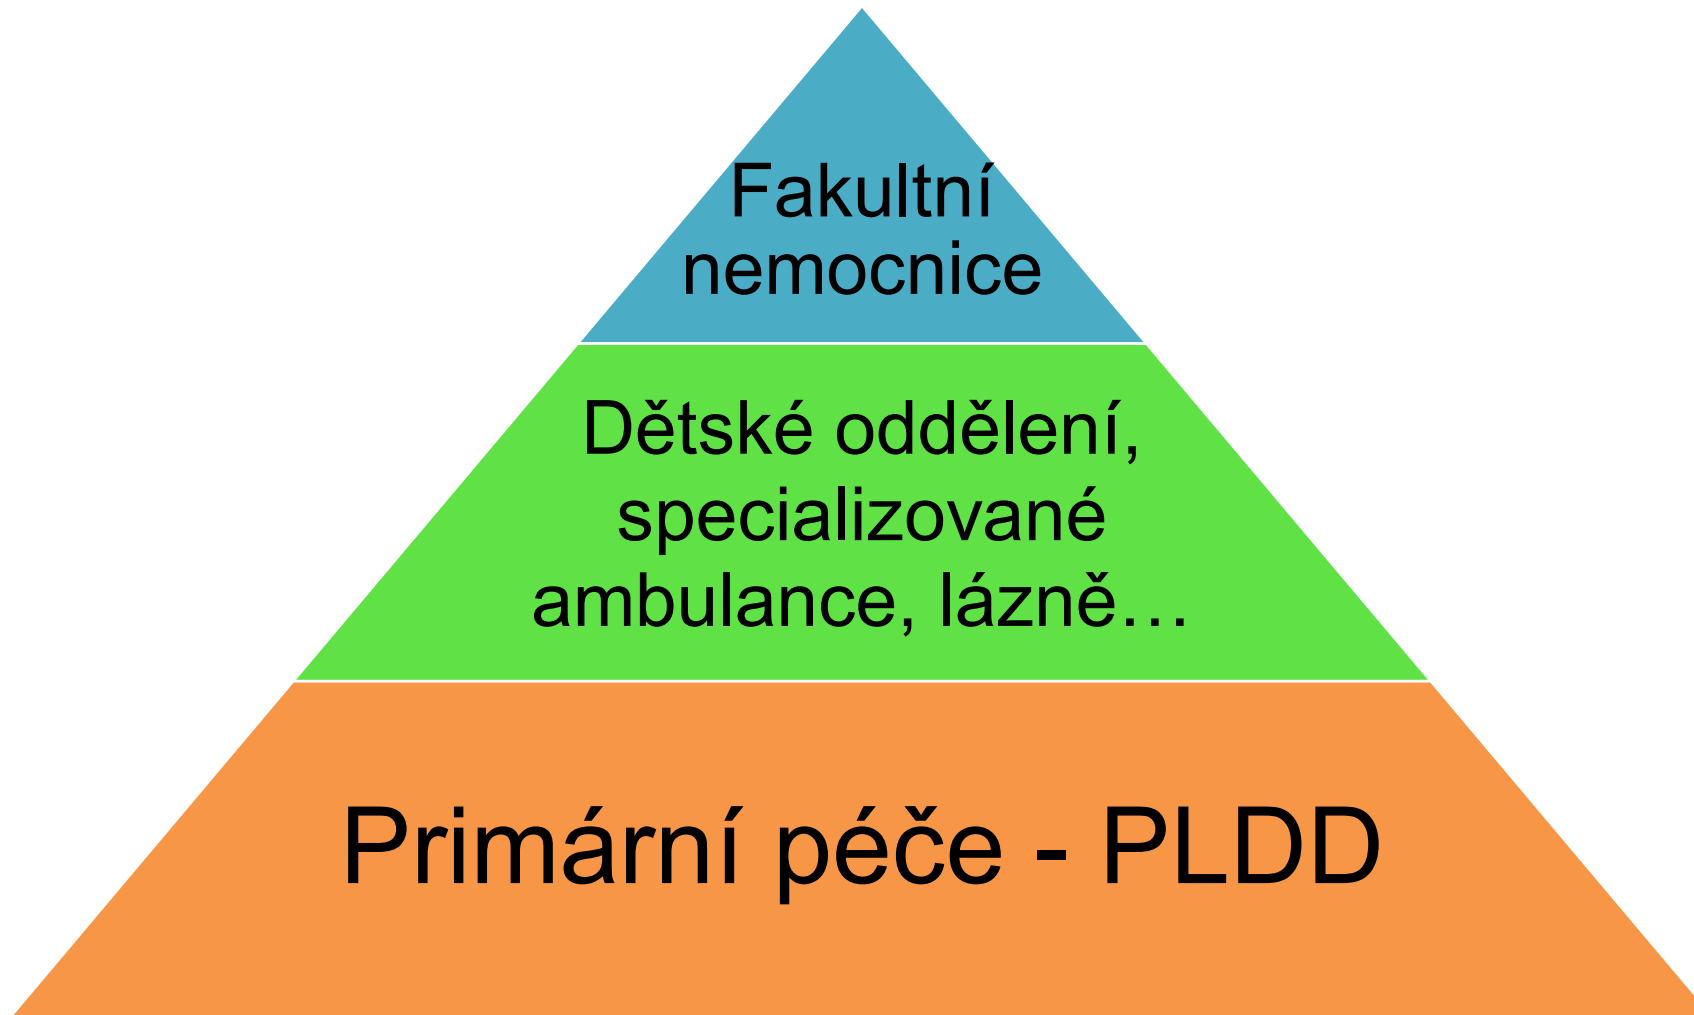 Fakultní
nemocnice
Dětské oddělení,
specializované
ambulance, lázně…
Primární péče - PLDD